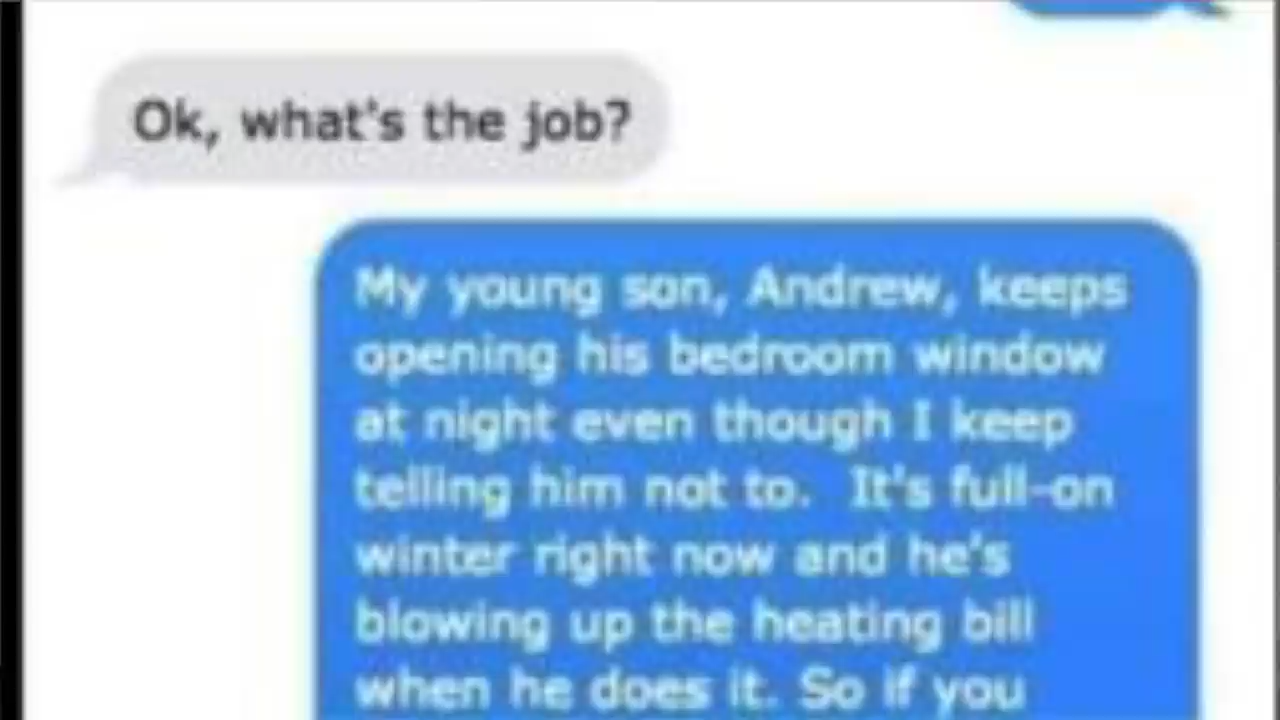 Ok, what's the job?
My young son, Andrew, keeps
opening his bedroom window
at night even though I keep
telling him not to. It's full-on
winter right now and he's
blowing up the heating bill
when he does it. So if you